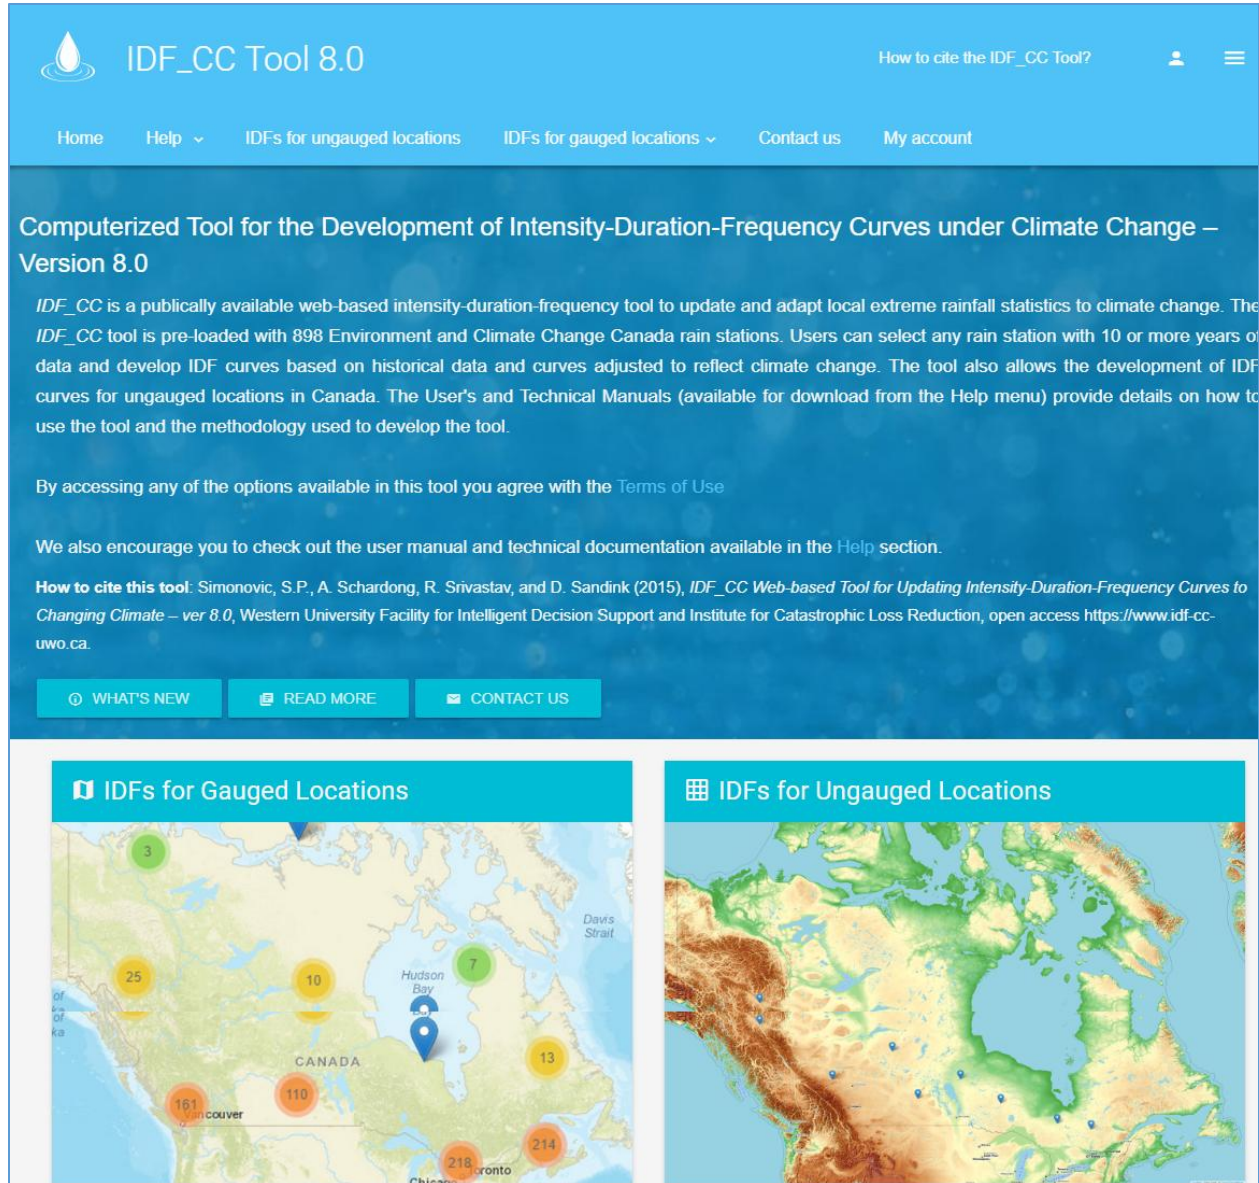 IDF_CC Tool 8.0
How to cite the IDF_CC Tool?
Home
Help
IDFs for ungauged locations
IDFs for gauged locations
Contact us
My account
Computerized Tool for the Development of Intensity-Duration-Frequency Curves under Climate Change –
Version 8.0
IDF_CC is a publically available web-based intensity-duration-frequency tool to update and adapt local extreme rainfall statistics to climate change. The
IDF_CC tool is pre-loaded with 898 Environment and Climate Change Canada rain stations. Users can select any rain station with 10 or more years of
data and develop IDF curves based on historical data and curves adjusted to reflect climate change. The tool also allows the development of IDF
curves for ungauged locations in Canada. The User's and Technical Manuals (available for download from the Help menu) provide details on how to
use the tool and the methodology used to develop the tool.
By accessing any of the options available in this tool you agree with the Terms of Use
We also encourage you to check out the user manual and technical documentation available in the Help section.
How to cite this tool: Simonovic, S.P., A. Schardong, R. Srivastav, and D. Sandink (2015), IDF_CC Web-based Tool for Updating Intensity-Duration-Frequency Curves to
Changing Climate – ver 8.0, Western University Facility for Intelligent Decision Support and Institute for Catastrophic Loss Reduction, open access https://www.idf-cc-
uwo.ca.
WHAT'S NEW
READ MORE
CONTACT US
IDFs for Gauged Locations
IDFs for Ungauged Locations
3
Davis
Strait
25
10
Hudson
Bay
7
of
of
ka
CANADA
13
110
161
couver
214
218
ronto